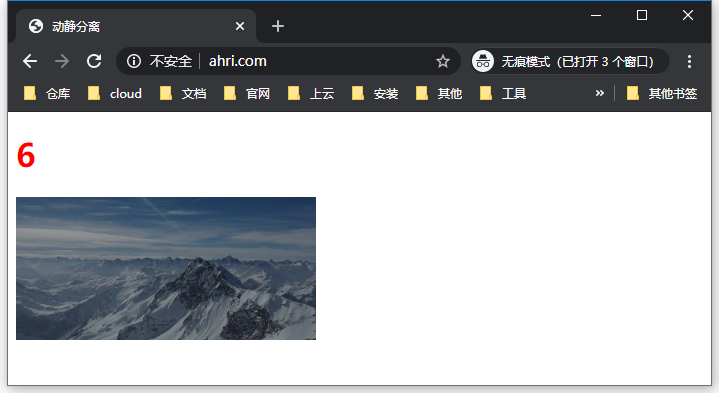 动静分离
不安全 ahri.com 无痕模式（已打开 3 个窗口）
仓库 cloud 文档 官网 上云 安装 其他 工具 » 其他书签
6